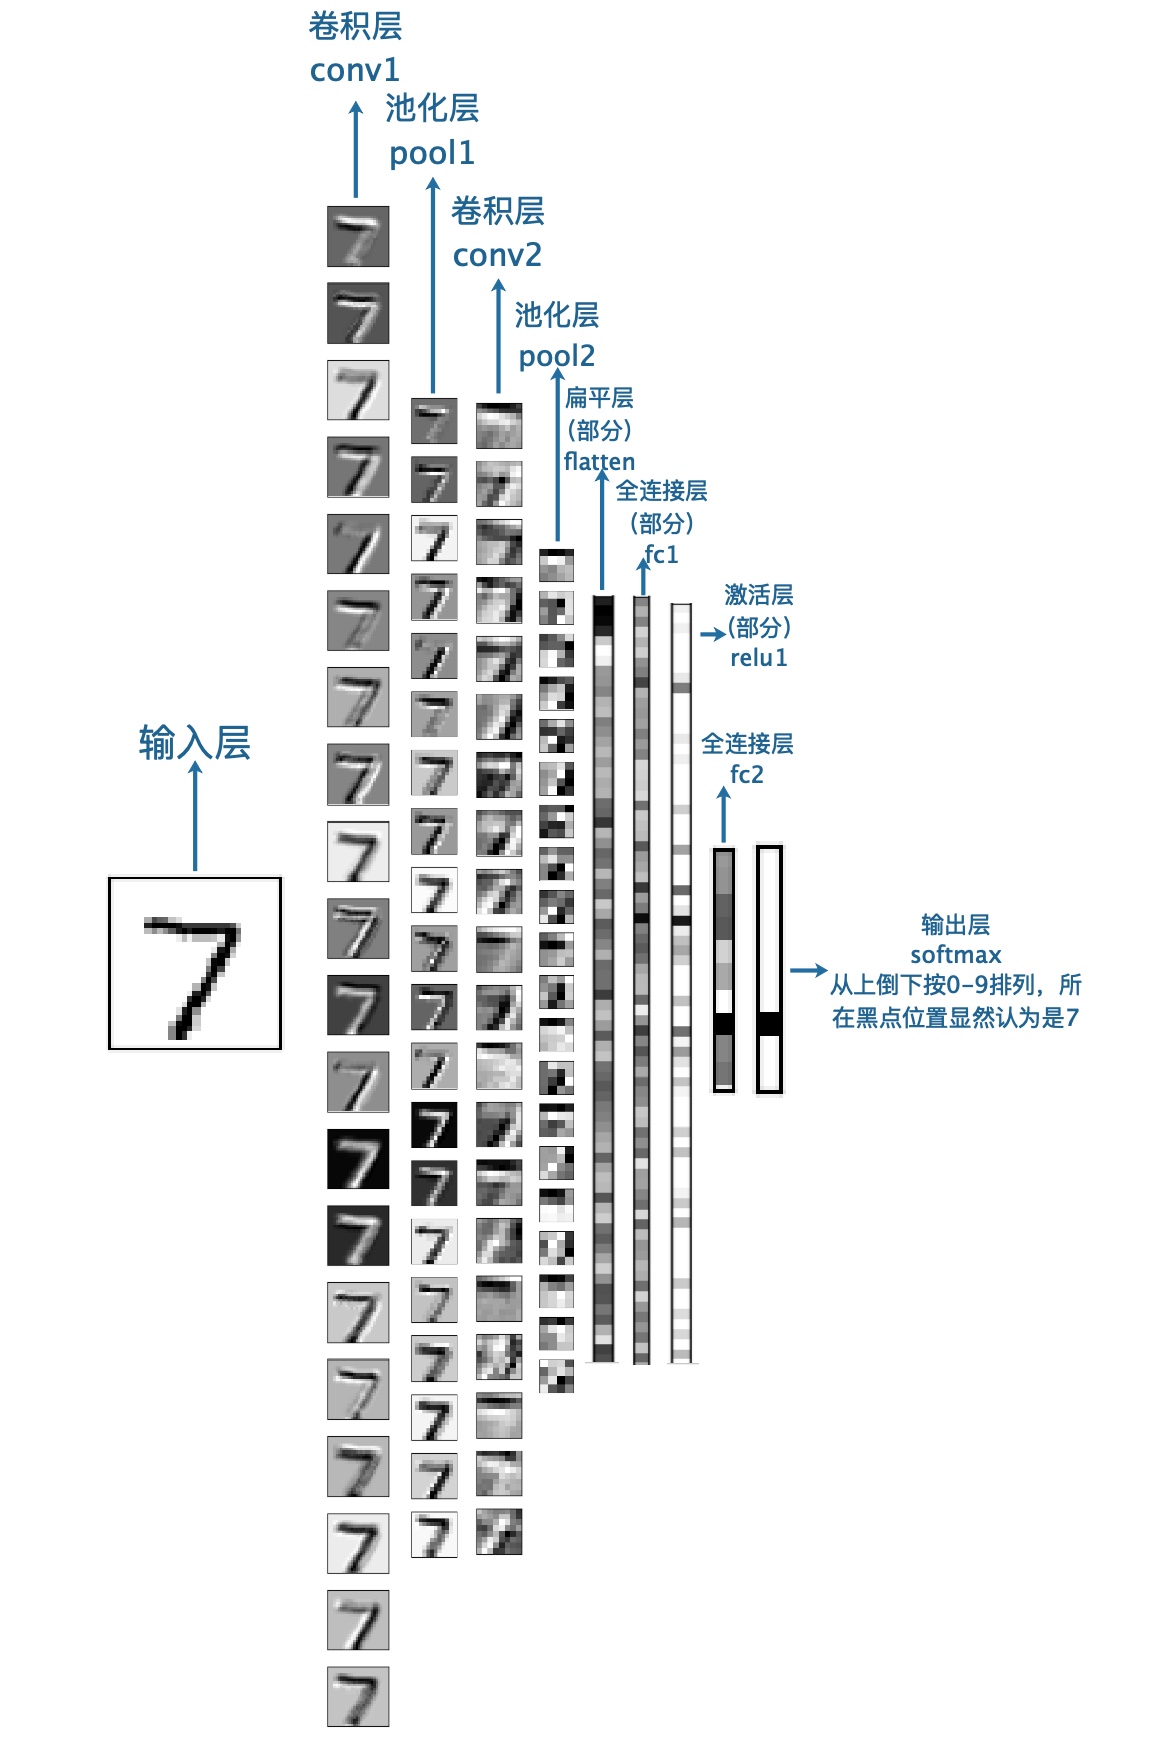 卷积层
conv1
池化层
pool1
卷积层
conv2
池化层
pool2
扁平层
(部分)
flatten
全连接层
(部分)
fc1
激活层
(部分)
relu1
输入层
全连接层
fc2
输出层
softmax
从上倒下按0-9排列，所
在黑点位置显然认为是7